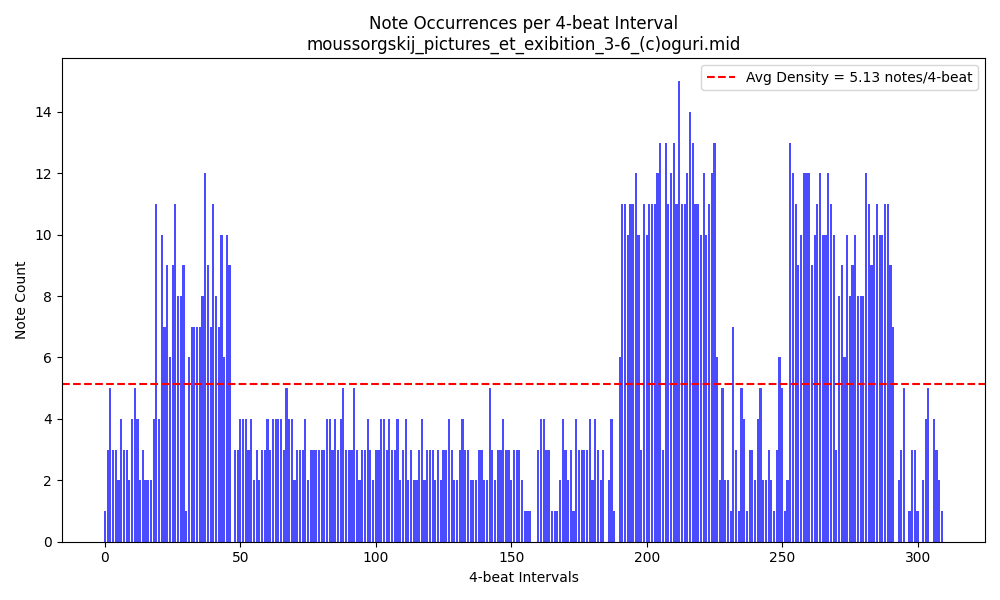 Note Occurrences per 4-beat Interval
moussorgskij_pictures_et_exibition_3-6_(c)oguri.mid
Avg Density = 5.13 notes/4-beat
Note Count
14
12
10
8
6
4
2
0
0 50 100 150 200 250 300
4-beat Intervals